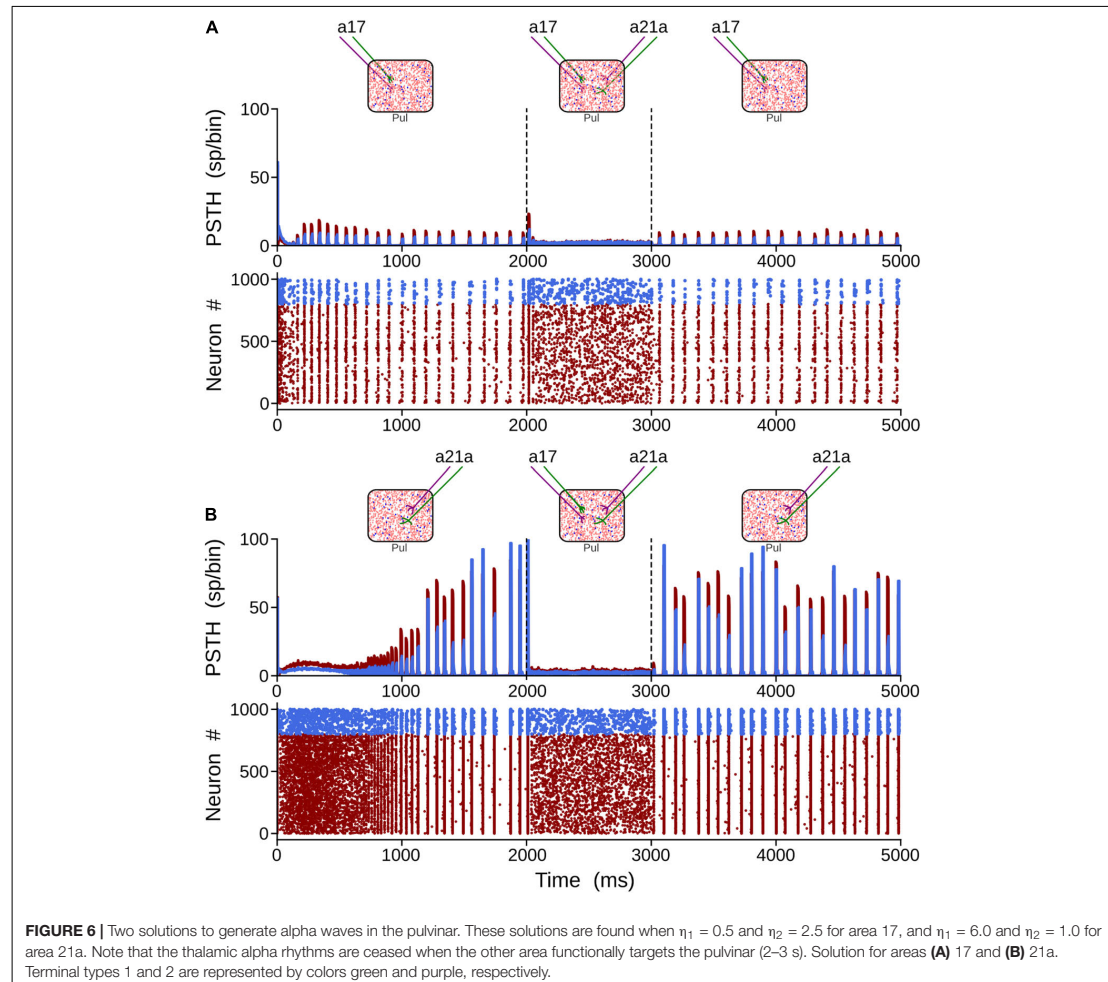 A
a17 a17 a21a a17
Pul Pul Pul
100
50
0
PSTH (sp/bin)
0 1000 2000 3000 4000 5000
1000
500
0
Neuron #
0 1000 2000 3000 4000 5000
a21a a17 a21a a21a
B
Pul Pul Pul
100
50
0
PSTH (sp/bin)
0 1000 2000 3000 4000 5000
1000
500
0
Neuron #
0 1000 2000 3000 4000 5000
Time (ms)
FIGURE 6 | Two solutions to generate alpha waves in the pulvinar. These solutions are found when η₁ = 0.5 and η₂ = 2.5 for area 17, and η₁ = 6.0 and η₂ = 1.0 for
area 21a. Note that the thalamic alpha rhythms are ceased when the other area functionally targets the pulvinar (2–3 s). Solution for areas (A) 17 and (B) 21a.
Terminal types 1 and 2 are represented by colors green and purple, respectively.